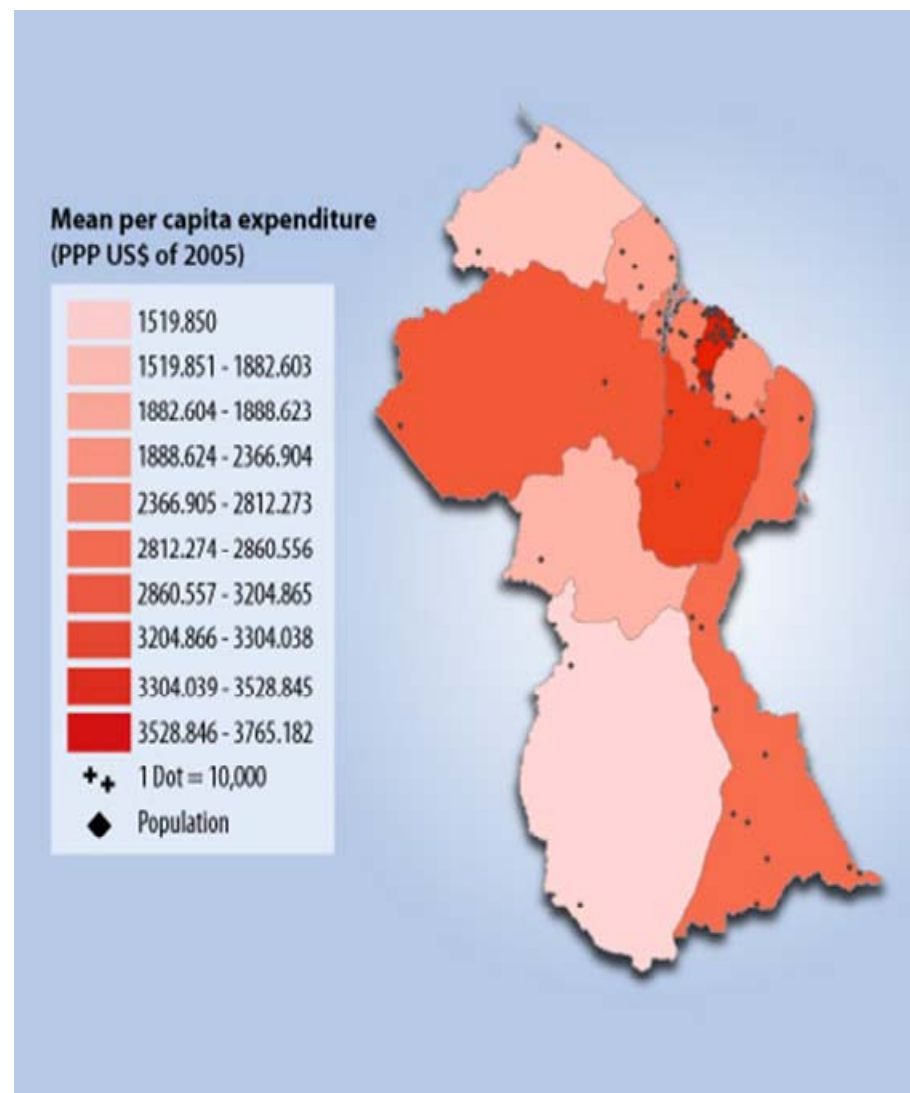 Mean per capita expenditure
(PPP US$ of 2005)
1519.850
1519.851 - 1882.603
1882.604 - 1888.623
1888.624 - 2366.904
2366.905 - 2812.273
2812.274 - 2860.556
2860.557 - 3204.865
3204.866 - 3304.038
3304.039 - 3528.845
3528.846 - 3765.182
1 Dot = 10,000
Population